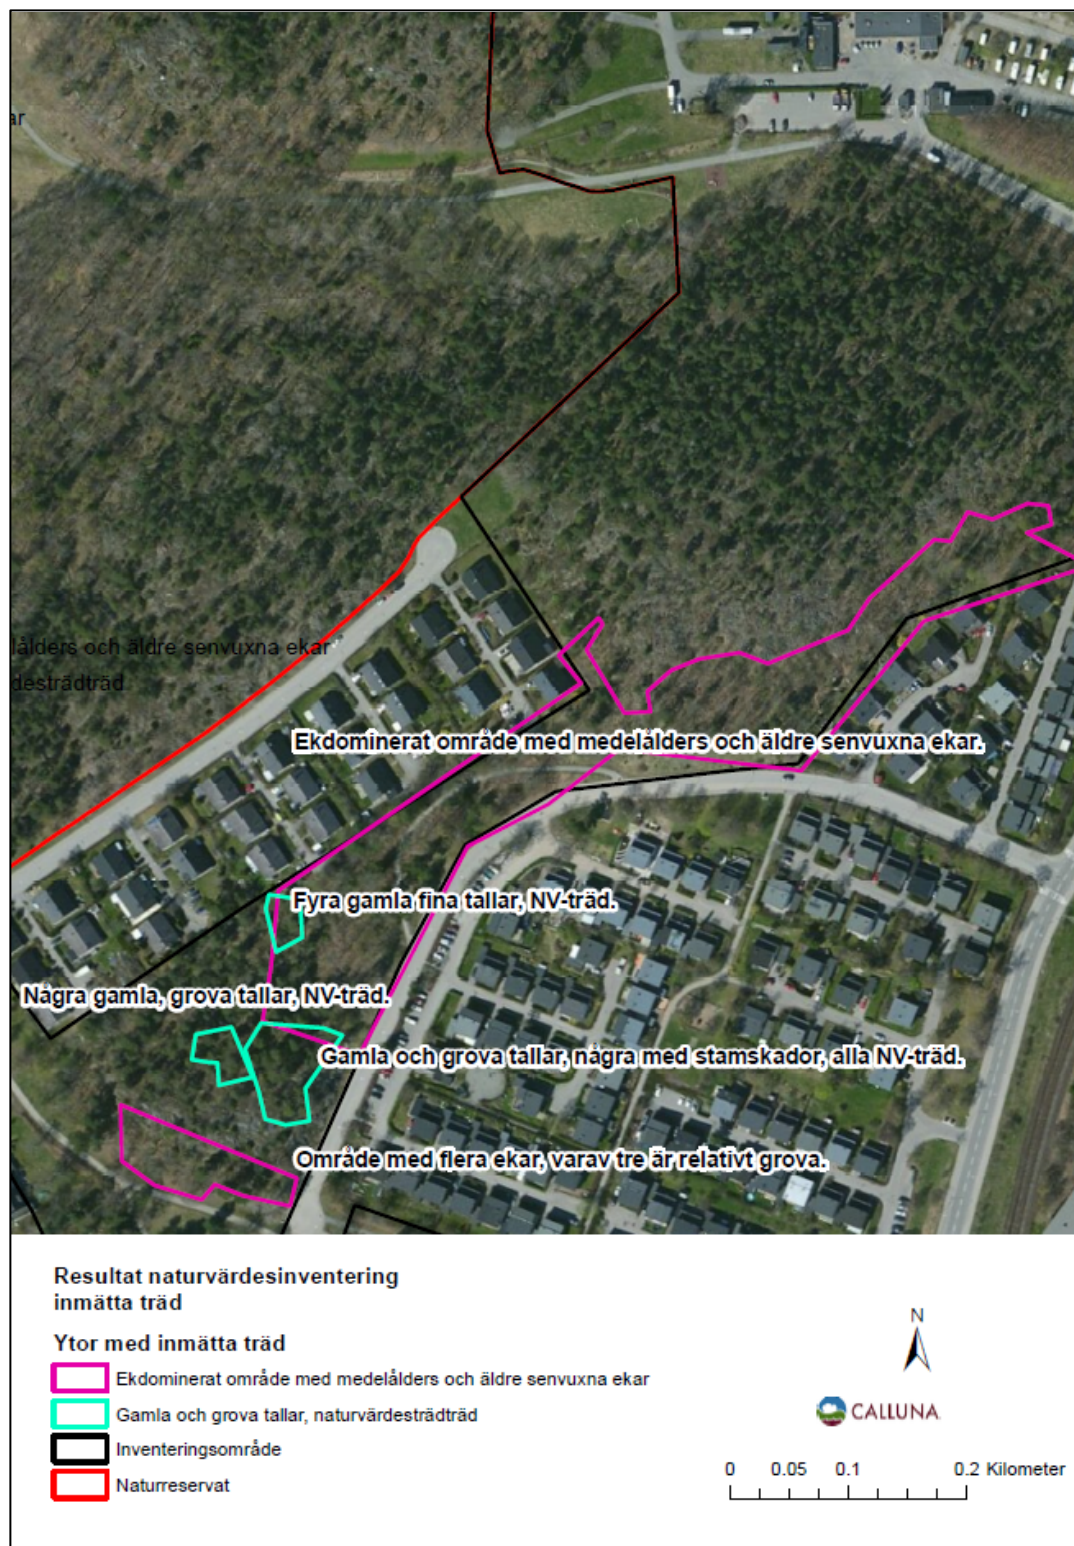 ar
lålders och äldre senvuxna ekar
desträdträd
Ekdominerat område med medelålders och äldre senvuxna ekar.
Fyra gamla fina tallar, NV-träd.
Några gamla, grova tallar, NV-träd.
Gamla och grova tallar, några med stamskador, alla NV-träd.
Område med flera ekar, varav tre är relativt grova.
Resultat naturvärdesinventering
inmätta träd
Ytor med inmätta träd
Ekdominerat område med medelålders och äldre senvuxna ekar
Gamla och grova tallar, naturvärdesträdträd
Inventeringsområde
Naturreservat
N
CALLUNA
0 0.05 0.1 0.2 Kilometer